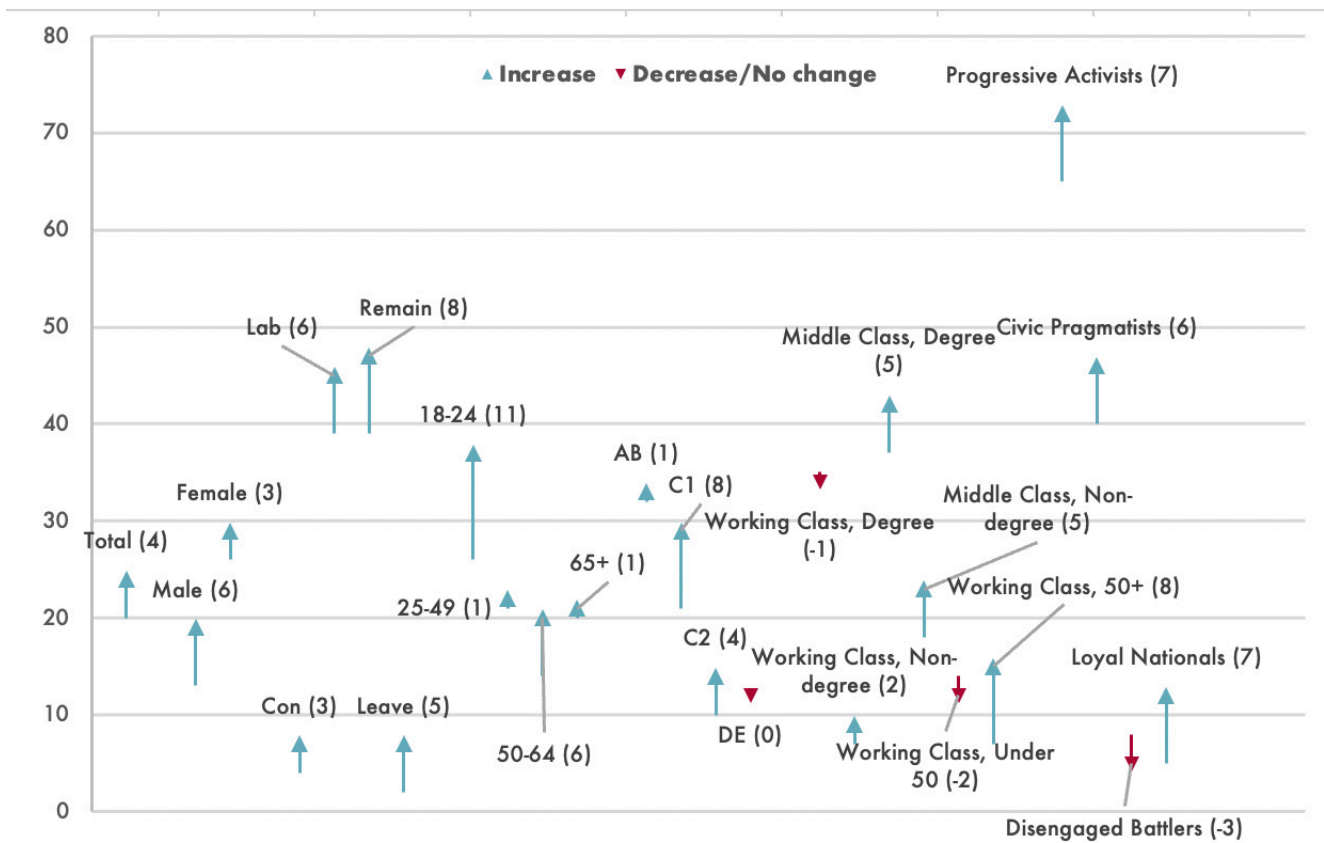 80
70
60
50
40
30
20
10
0
Increase
Decrease/No change
Progressive Activists (7)
Remain (8)
Lab (6)
Civic Pragmatists (6)
Middle Class, Degree
(5)
18-24 (11)
AB (1)
C1 (8)
Female (3)
Middle Class, Non-
degree (5)
Working Class, Degree
(-1)
Total (4)
65+ (1)
Male (6)
Working Class, 50+ (8)
25-49 (1)
C2 (4)
Working Class, Non-
degree (2)
Loyal Nationals (7)
Con (3)
Leave (5)
DE (0)
50-64 (6)
Working Class, Under
50 (-2)
Disengaged Battlers (-3)